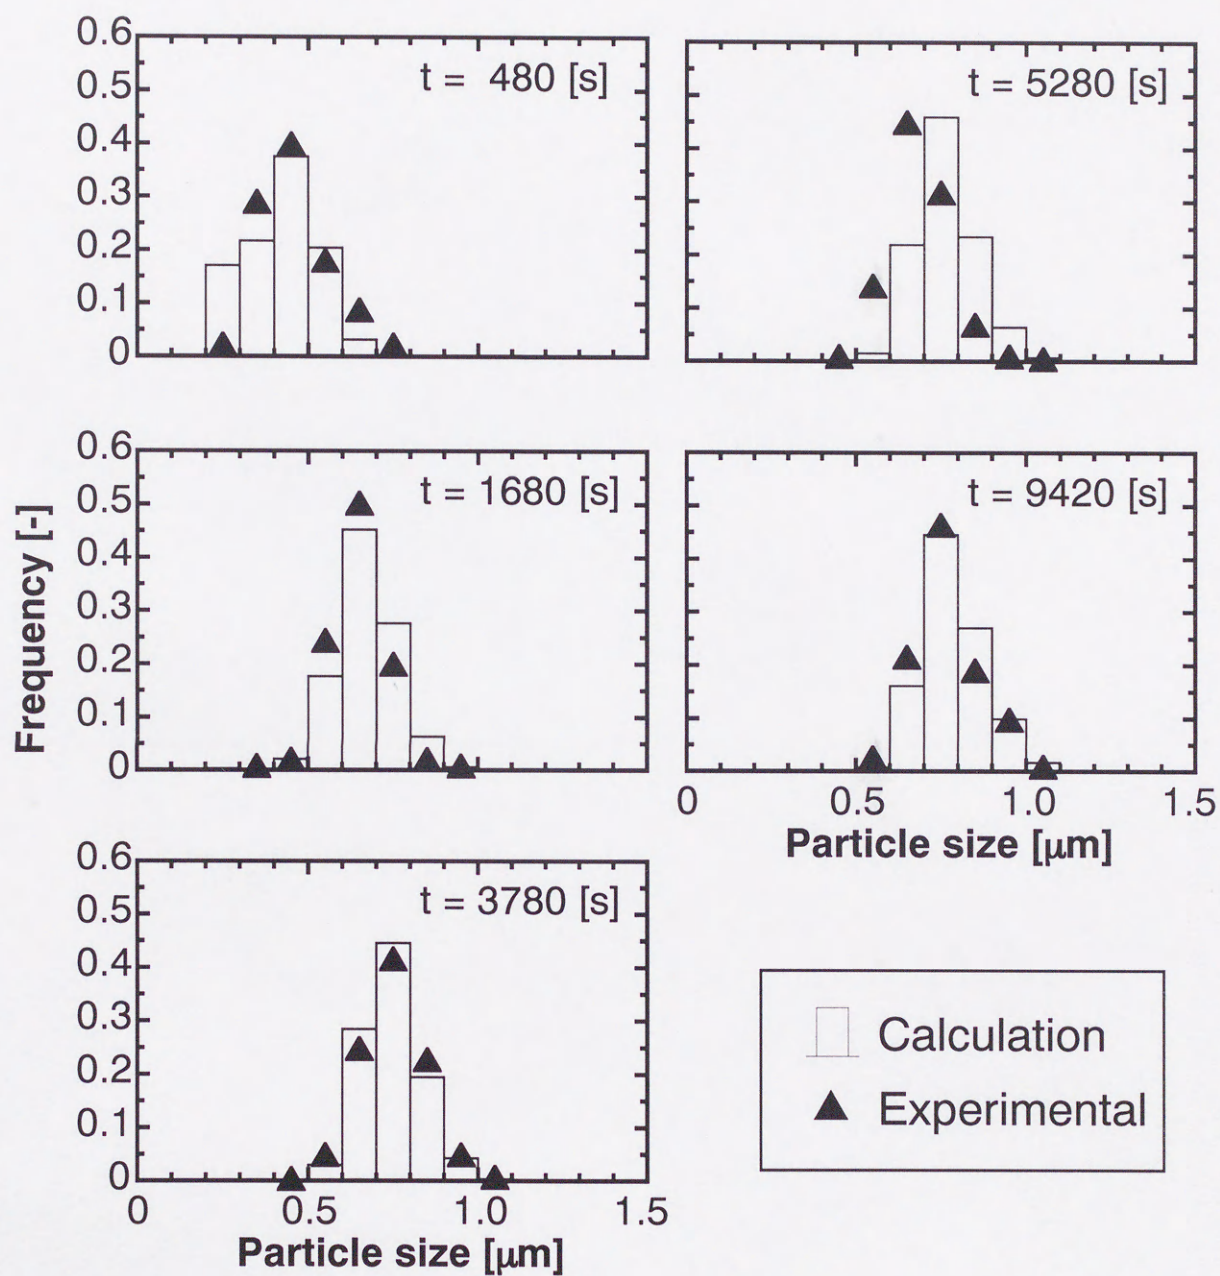 0.6
0.5
0.4
0.3
0.2
0.1
0
t = 480 [s]
t = 5280 [s]
0.6
0.5
0.4
0.3
0.2
0.1
0
t = 1680 [s]
t = 9420 [s]
0 0.5 1.0 1.5
Particle size [μm]
Frequency [-]
0.6
0.5
0.4
0.3
0.2
0.1
0
t = 3780 [s]
0 0.5 1.0 1.5
Particle size [μm]
Calculation
Experimental